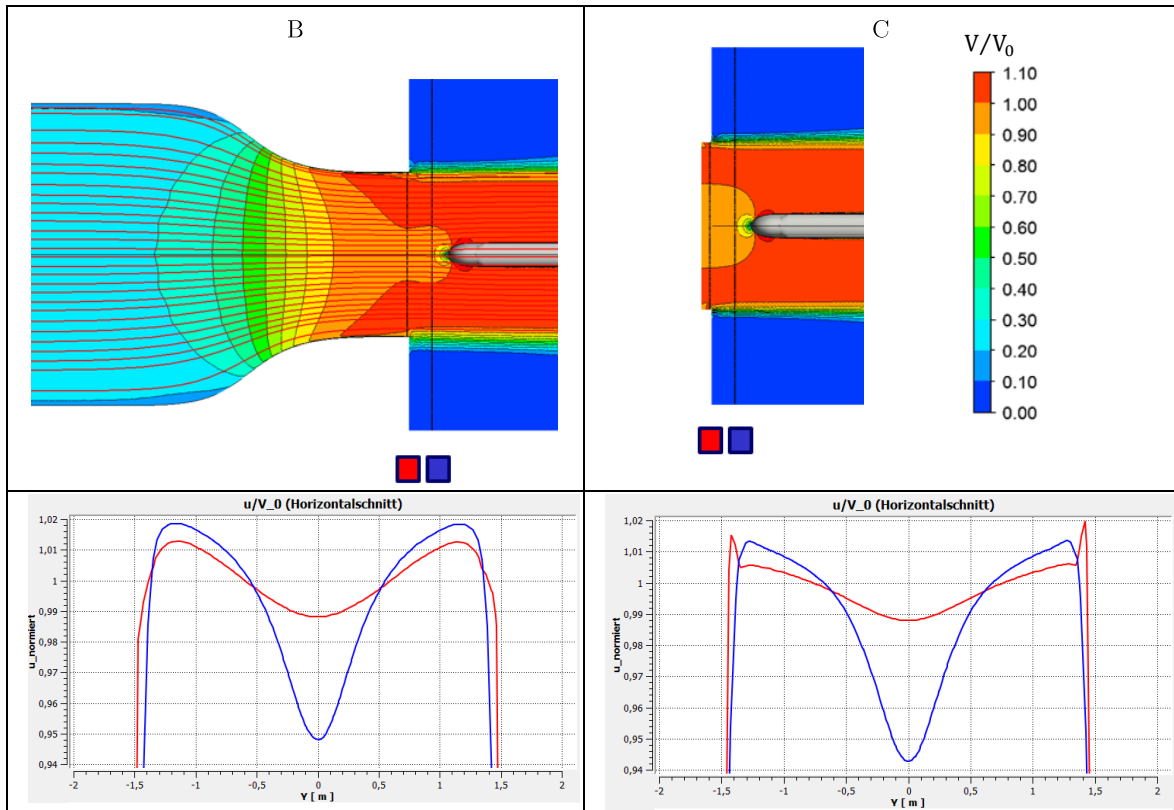 B
C
V/V₀
1.10
1.00
0.90
0.80
0.70
0.60
0.50
0.40
0.30
0.20
0.10
0.00
u/V_0 (Horizontalschnitt)
1,02
1,01
1
0,99
0,98
0,97
0,96
0,95
0,94
u_normiert
-2 -1,5 -1 -0,5 0 0,5 1 1,5 2
Y [ m ]
u/V_0 (Horizontalschnitt)
1,02
1,01
1
0,99
0,98
0,97
0,96
0,95
0,94
u_normiert
-2 -1,5 -1 -0,5 0 0,5 1 1,5 2
Y [ m ]